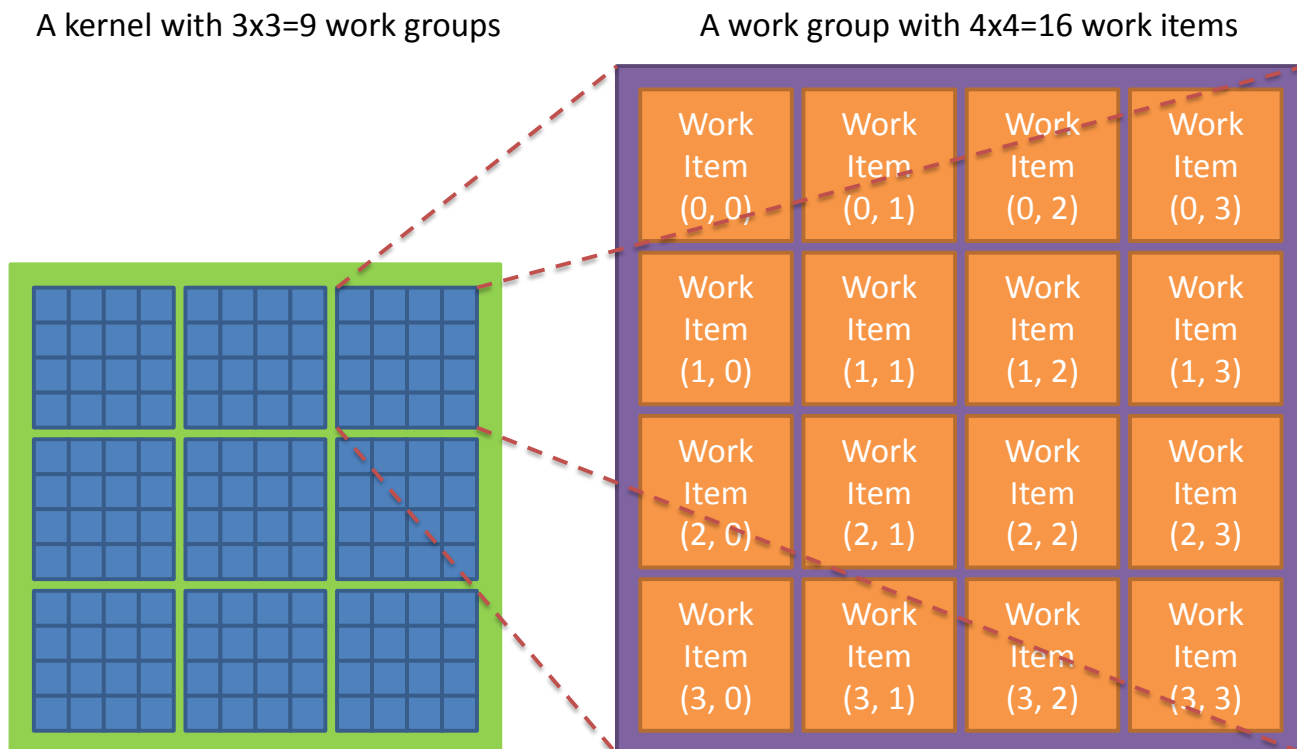 A kernel with 3x3=9 work groups
A work group with 4x4=16 work items
Work
Item
(0, 0)
Work
Item
(0, 1)
Work
Item
(0, 2)
Work
Item
(0, 3)
Work
Item
(1, 0)
Work
Item
(1, 1)
Work
Item
(1, 2)
Work
Item
(1, 3)
Work
Item
(2, 0)
Work
Item
(2, 1)
Work
Item
(2, 2)
Work
Item
(2, 3)
Work
Item
(3, 0)
Work
Item
(3, 1)
Work
Item
(3, 2)
Work
Item
(3, 3)